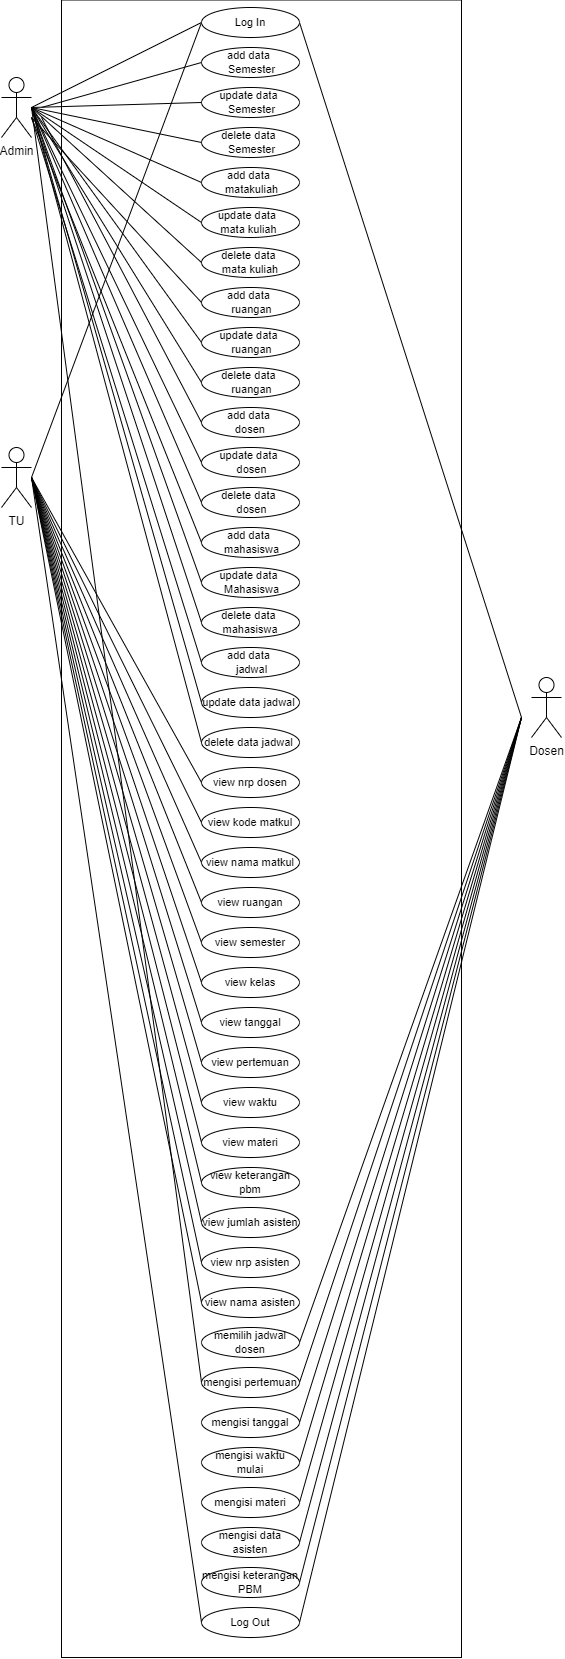 Log In
add data
Semester
update data
Semester
delete data
Semester
Admin
add data
matakuliah
update data
mata kuliah
delete data
mata kuliah
add data
ruangan
update data
ruangan
delete data
ruangan
add data
dosen
update data
dosen
delete data
dosen
TU
add data
mahasiswa
update data
Mahasiswa
delete data
mahasiswa
add data
jadwal
update data jadwal
delete data jadwal
Dosen
view nrp dosen
view kode matkul
view nama matkul
view ruangan
view semester
view kelas
view tanggal
view pertemuan
view waktu
view materi
view keterangan
pbm
view jumlah asisten
view nrp asisten
view nama asisten
memilih jadwal
dosen
mengisi pertemuan
mengisi tanggal
mengisi waktu
mulai
mengisi materi
mengisi data
asisten
mengisi keterangan
PBM
Log Out